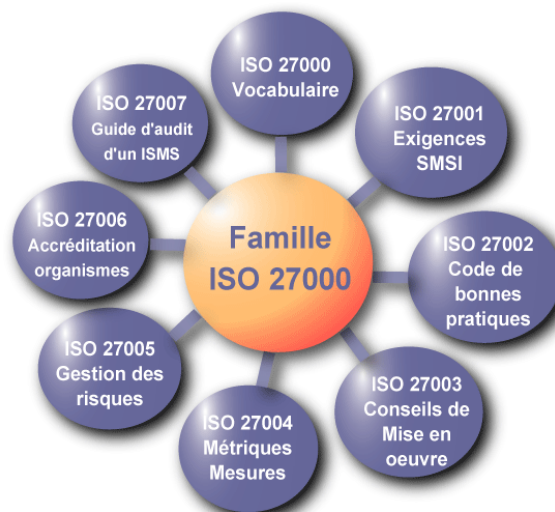 Famille
ISO 27000
ISO 27000
Vocabulaire
ISO 27001
Exigences
SMSI
ISO 27002
Code de
bonnes
pratiques
ISO 27003
Conseils de
Mise en
oeuvre
ISO 27004
Métriques
Mesures
ISO 27005
Gestion des
risques
ISO 27006
Accréditation
organismes
ISO 27007
Guide d'audit
d'un ISMS